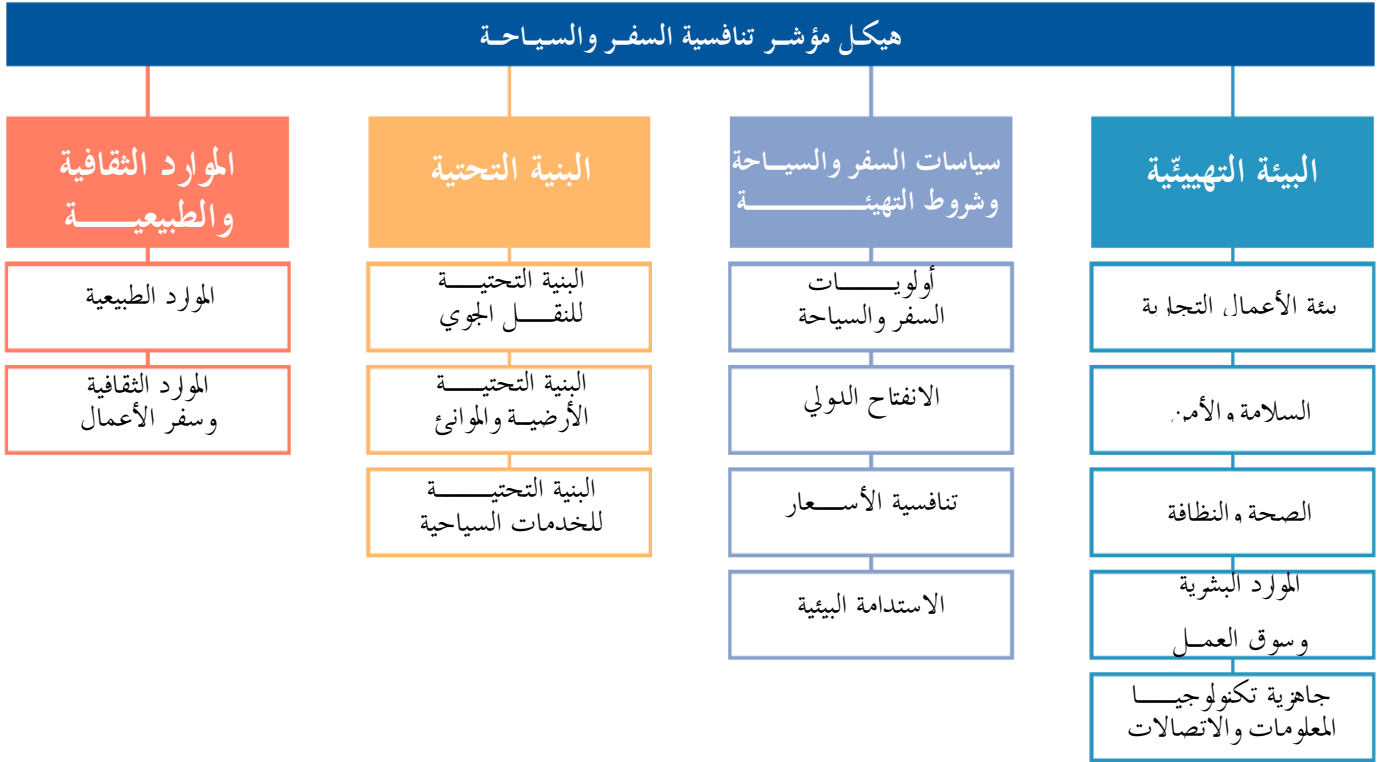 هيكل مؤشر تنافسية السفر والسياحة
البيئة التهييئّية
بيئة الأعمال التجارية
السلامة والأمن
الصحة والنظافة
الموارد البشرية
وسوق العمل
جاهزية تكنولوجيا
المعلومات والاتصالات
سياسات السفر والسياحة
وشروط التهيئة
أولويات
السفر والسياحة
الانفتاح الدولي
تنافسية الأسعار
الاستدامة البيئية
البنية التحتية
البنية التحتية
للنقل الجوي
البنية التحتية
الأرضية والموانئ
البنية التحتية
للخدمات السياحية
الموارد الثقافية
والطبيعية
الموارد الطبيعية
الموارد الثقافية
وسفر الأعمال